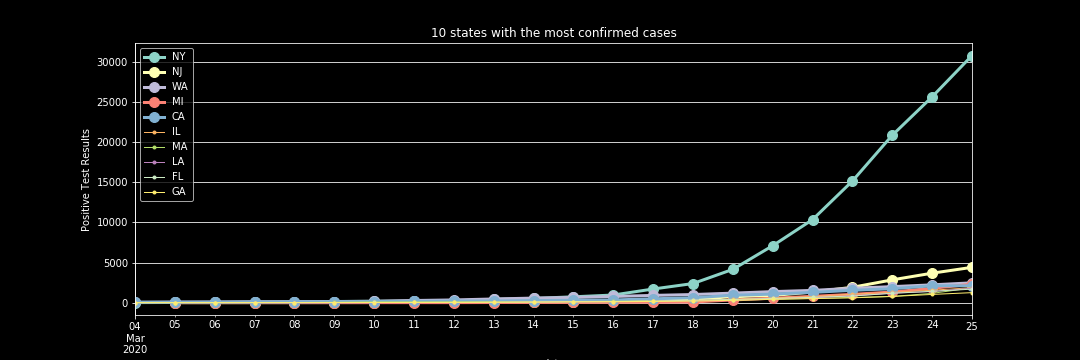 10 states with the most confirmed cases
Positive Test Results
30000
25000
20000
15000
10000
5000
0
NY
NJ
WA
MI
CA
IL
MA
LA
FL
GA
04 05 06 07 08 09 10 11 12 13 14 15 16 17 18 19 20 21 22 23 24 25
Mar
2020